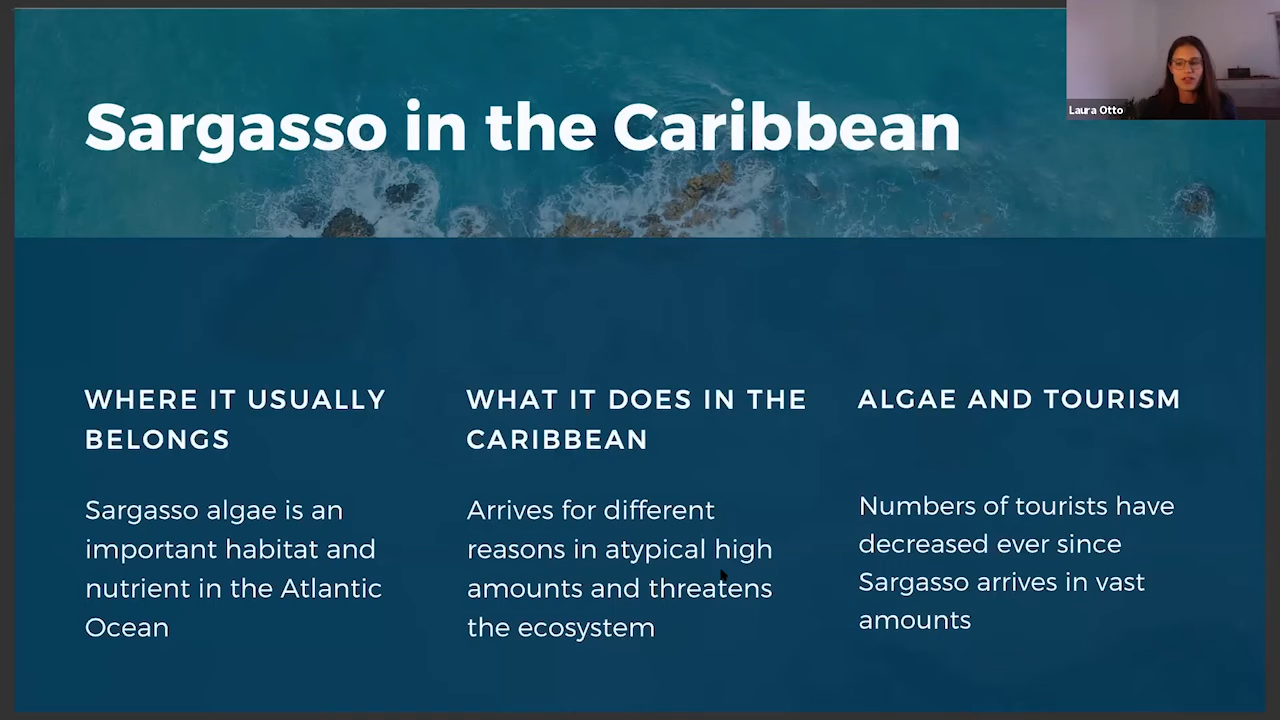 Sargasso in the Caribbean
Laura Otto
WHERE IT USUALLY
BELONGS
Sargasso algae is an
important habitat and
nutrient in the Atlantic
Ocean
WHAT IT DOES IN THE
CARIBBEAN
Arrives for different
reasons in atypical high
amounts and threatens
the ecosystem
ALGAE AND TOURISM
Numbers of tourists have
decreased ever since
Sargasso arrives in vast
amounts